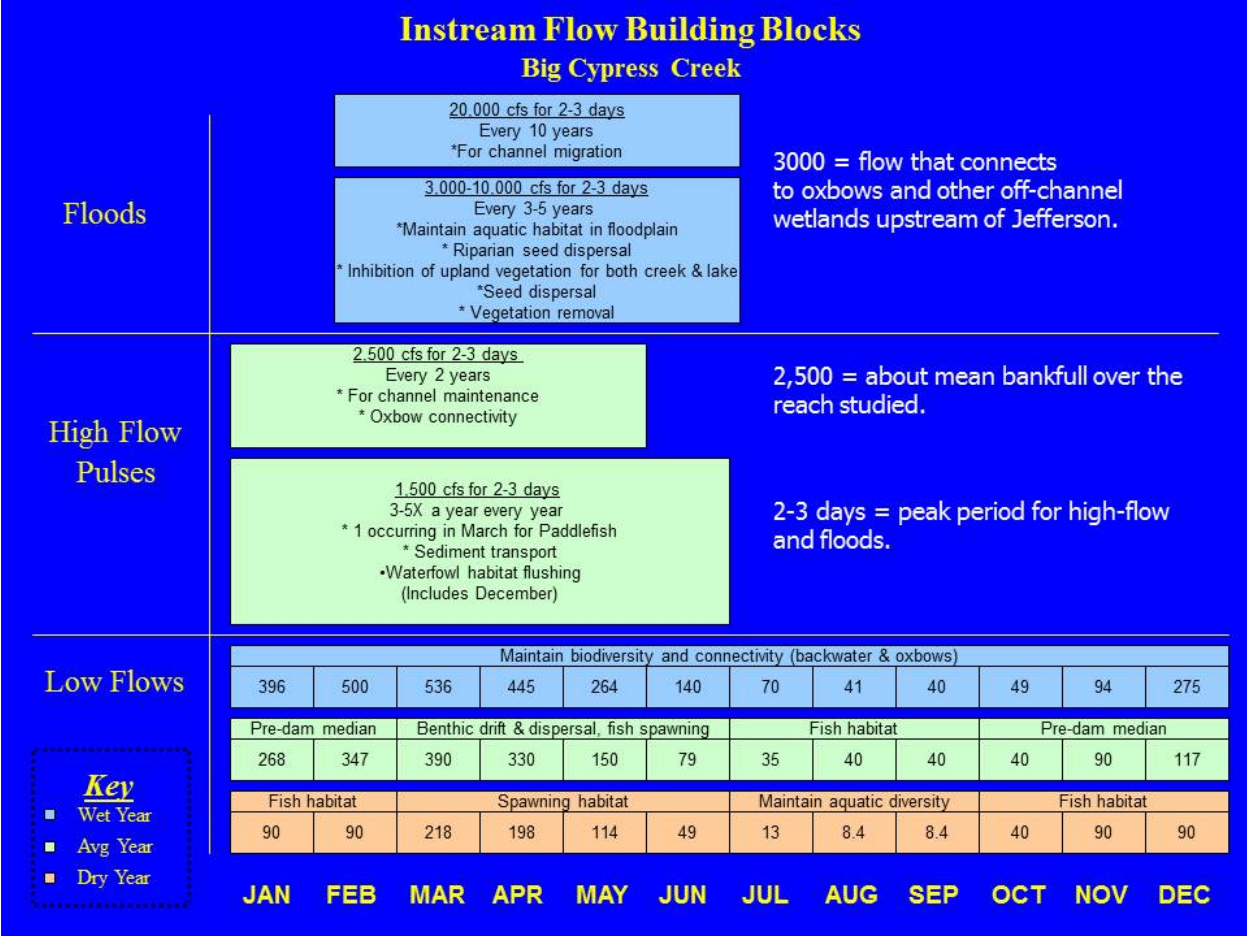 Instream Flow Building Blocks
Big Cypress Creek
Floods
20,000 cfs for 2-3 days
Every 10 years
*For channel migration
3,000-10,000 cfs for 2-3 days
Every 3-5 years
*Maintain aquatic habitat in floodplain
* Riparian seed dispersal
* Inhibition of upland vegetation for both creek & lake
*Seed dispersal
* Vegetation removal
3000 = flow that connects
to oxbows and other off-channel
wetlands upstream of Jefferson.
High Flow
Pulses
2,500 cfs for 2-3 days
Every 2 years
* For channel maintenance
* Oxbow connectivity
2,500 = about mean bankfull over the
reach studied.
1,500 cfs for 2-3 days
3-5X a year every year
* 1 occurring in March for Paddlefish
* Sediment transport
•Waterfowl habitat flushing
(Includes December)
2-3 days = peak period for high-flow
and floods.
Low Flows
Maintain biodiversity and connectivity (backwater & oxbows)
396 500 536 445 264 140 70 41 40 49 94 275
Pre-dam median Benthic drift & dispersal, fish spawning Fish habitat Pre-dam median
268 347 390 330 150 79 35 40 40 40 90 117
Fish habitat Spawning habitat Maintain aquatic diversity Fish habitat
90 90 218 198 114 49 13 8.4 8.4 40 90 90
Key
Wet Year
Avg Year
Dry Year
JAN FEB MAR APR MAY JUN JUL AUG SEP OCT NOV DEC